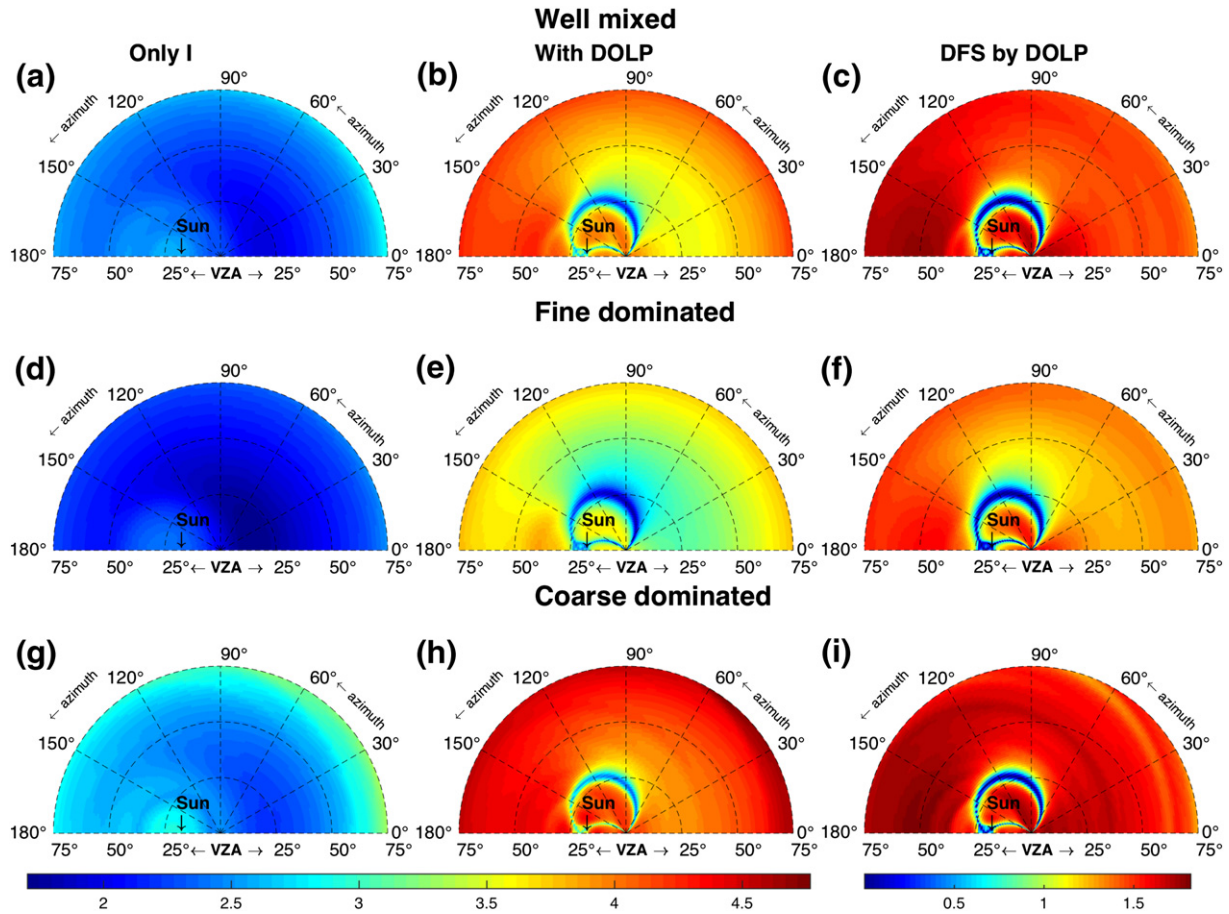 Well mixed
Only I With DOLP DFS by DOLP
(a) (b) (c)
90° 90° 90°
120° 60° 120° 60° 120° 60°
← azimuth ← azimuth ← azimuth ← azimuth ← azimuth ← azimuth
150° 30° 150° 30° 150° 30°
Sun Sun Sun
180° 0° 180° 0° 180° 0°
75° 50° 25° ← VZA → 25° 50° 75° 75° 50° 25° ← VZA → 25° 50° 75° 75° 50° 25° ← VZA → 25° 50° 75°
Fine dominated
(d) (e) (f)
90° 90° 90°
120° 60° 120° 60° 120° 60°
← azimuth ← azimuth ← azimuth ← azimuth ← azimuth ← azimuth
150° 30° 150° 30° 150° 30°
Sun Sun Sun
180° 0° 180° 0° 180° 0°
75° 50° 25° ← VZA → 25° 50° 75° 75° 50° 25° ← VZA → 25° 50° 75° 75° 50° 25° ← VZA → 25° 50° 75°
Coarse dominated
(g) (h) (i)
90° 90° 90°
120° 60° 120° 60° 120° 60°
← azimuth ← azimuth ← azimuth ← azimuth ← azimuth ← azimuth
150° 30° 150° 30° 150° 30°
Sun Sun Sun
180° 0° 180° 0° 180° 0°
75° 50° 25° ← VZA → 25° 50° 75° 75° 50° 25° ← VZA → 25° 50° 75° 75° 50° 25° ← VZA → 25° 50° 75°
2 2.5 3 3.5 4 4.5 0.5 1 1.5